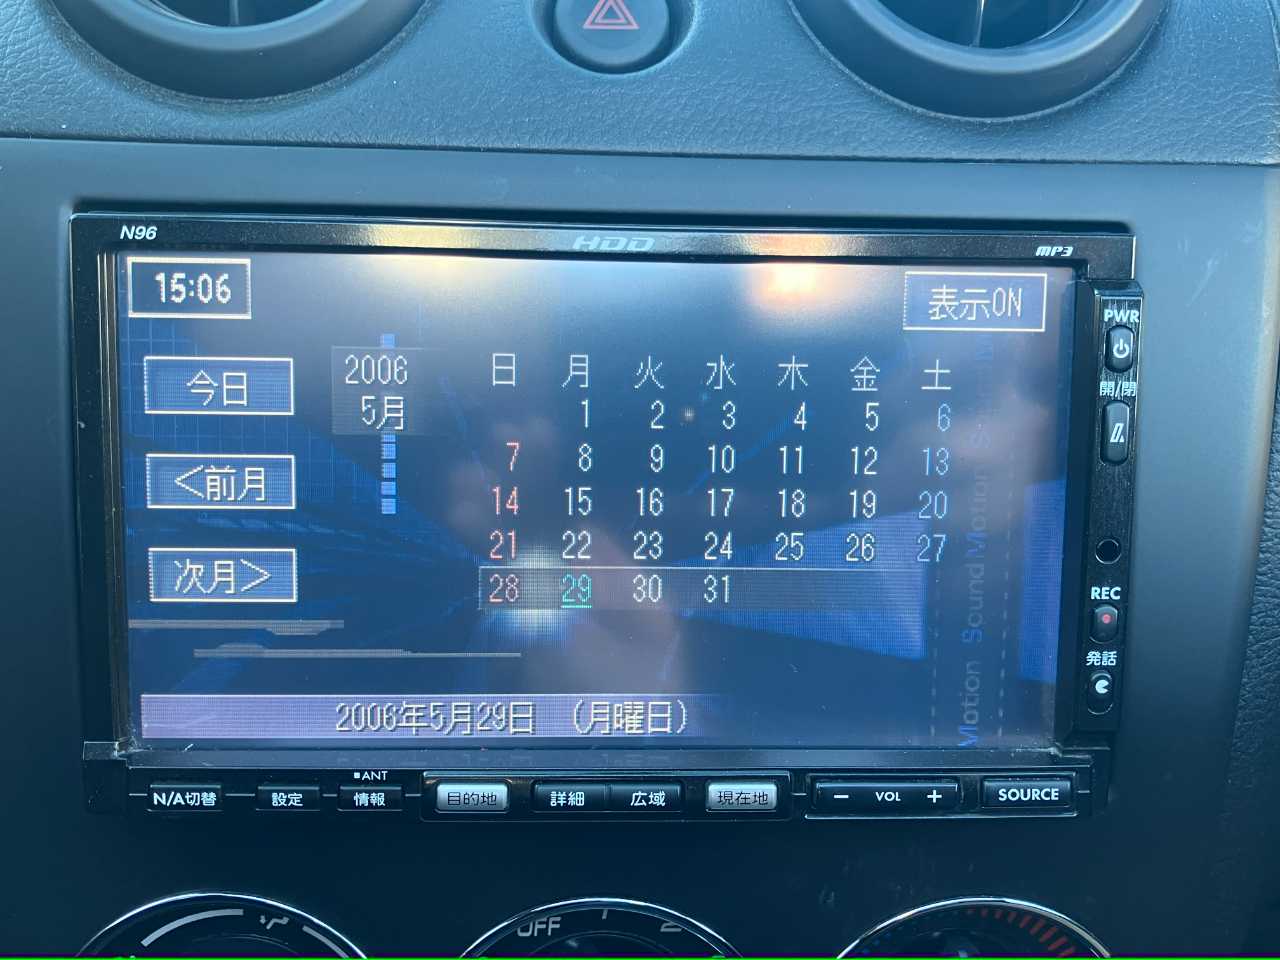 N96
HDD
MP3
15:06
表示ON
PWR
開/閉
今日
2006
5月
日 月 火 水 木 金 土
1 2 3 4 5 6
<前月
7 8 9 10 11 12 13
14 15 16 17 18 19 20
21 22 23 24 25 26 27
次月>
28 29 30 31
REC
発話
Motion Sound Motion
2006年5月29日 (月曜日)
ANT
N/A切替 設定 情報 目的地 詳細 広域 現在地 − VOL + SOURCE
OFF 1 2